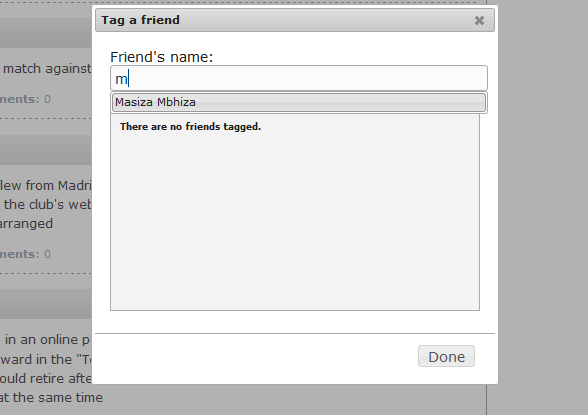 Tag a friend
Friend's name:
m
Masiza Mbhiza
There are no friends tagged.
Done
match against
ments: 0
lew from Madri
the club's web
arranged
ments: 0
in an online p
ward in the "T
ould retire afte
at the same time